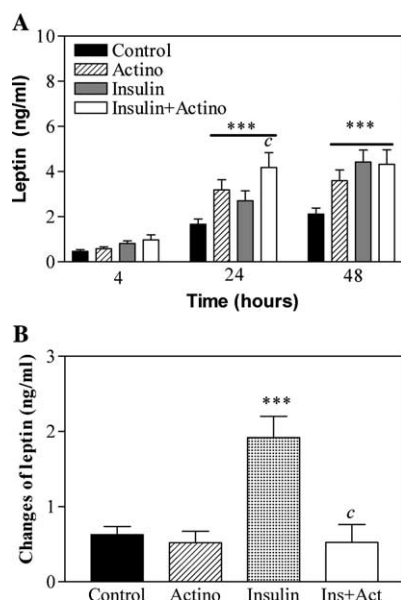 A
10
8
6
4
2
0
Leptin (ng/ml)
Control
Actino
Insulin
Insulin+Actino
***
c
***
4 24 48
Time (hours)
B
3
2
1
0
Changes of leptin (ng/ml)
***
c
Control Actino Insulin Ins+Act